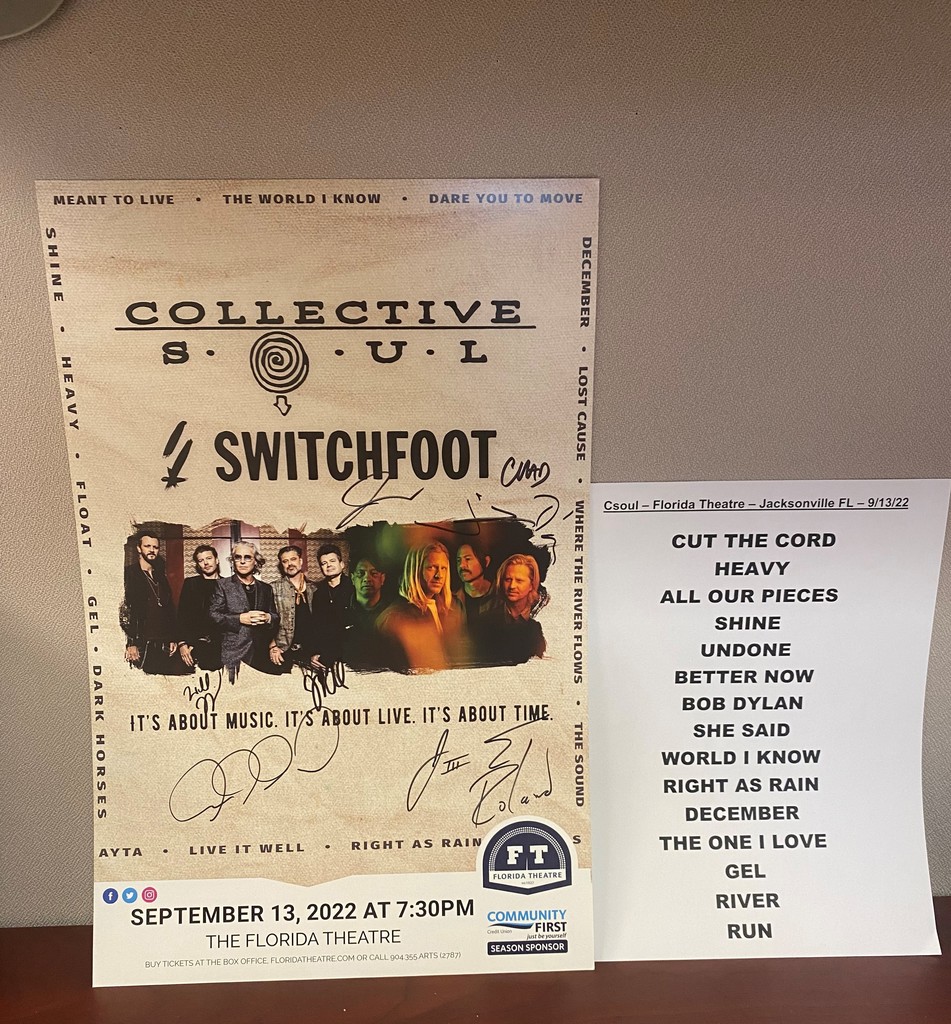 MEANT TO LIVE • THE WORLD I KNOW • DARE YOU TO MOVE
SHINE • HEAVY • FLOAT • GEL • DARK HORSES
DECEMBER • LOST CAUSE • WHERE THE RIVER FLOWS • THE SOUND
COLLECTIVE
S • • U • L
SWITCHFOOT
CHAD
IT'S ABOUT MUSIC. IT'S ABOUT LIVE. IT'S ABOUT TIME.
Roland
AYTA • LIVE IT WELL • RIGHT AS RAIN S
FT
FLORIDA THEATRE
SEPTEMBER 13, 2022 AT 7:30PM
THE FLORIDA THEATRE
BUY TICKETS AT THE BOX OFFICE, FLORIDATHEATRE.COM OR CALL 904.355.ARTS (2787)
COMMUNITY
FIRST
Credit Union
just be yourself
SEASON SPONSOR
Csoul – Florida Theatre – Jacksonville FL – 9/13/22
CUT THE CORD
HEAVY
ALL OUR PIECES
SHINE
UNDONE
BETTER NOW
BOB DYLAN
SHE SAID
WORLD I KNOW
RIGHT AS RAIN
DECEMBER
THE ONE I LOVE
GEL
RIVER
RUN